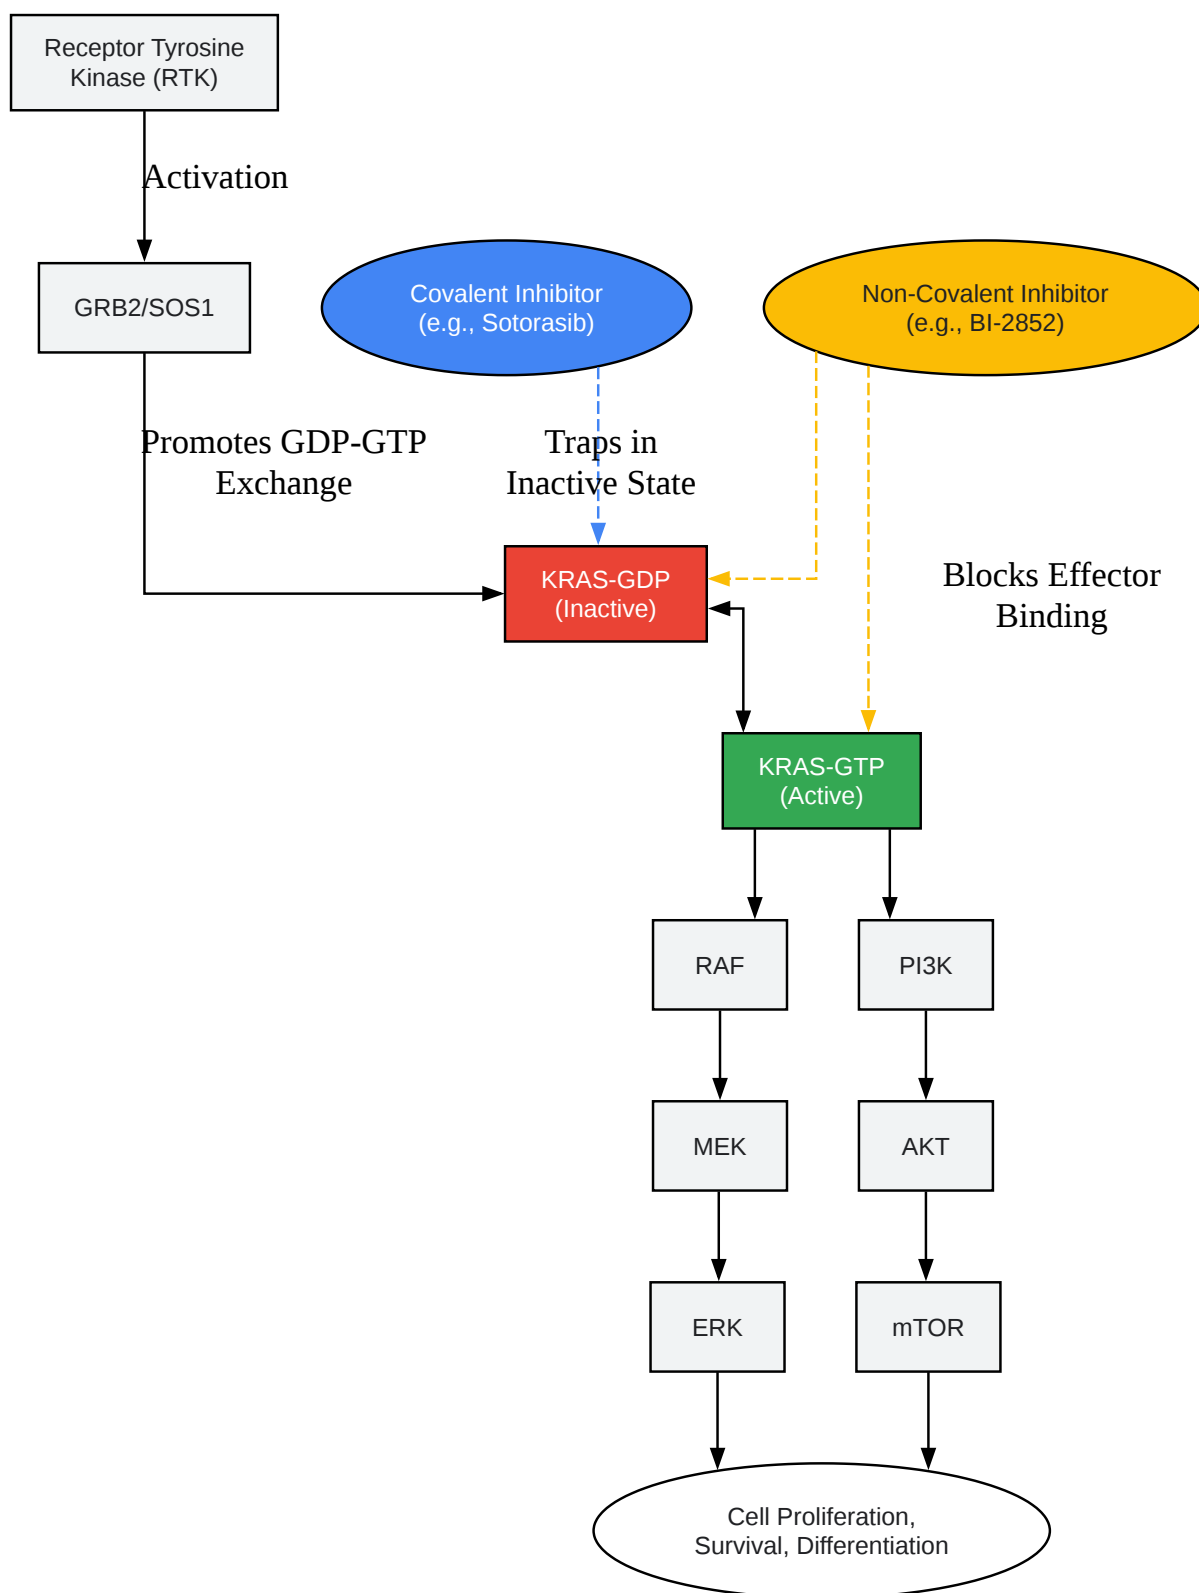 Receptor Tyrosine
Kinase (RTK)
Activation
GRB2/SOS1
Covalent Inhibitor
(e.g., Sotorasib)
Non-Covalent Inhibitor
(e.g., BI-2852)
Promotes GDP-GTP
Exchange
Traps in
Inactive State
KRAS-GDP
(Inactive)
Blocks Effector
Binding
KRAS-GTP
(Active)
RAF
PI3K
MEK
AKT
ERK
mTOR
Cell Proliferation,
Survival, Differentiation